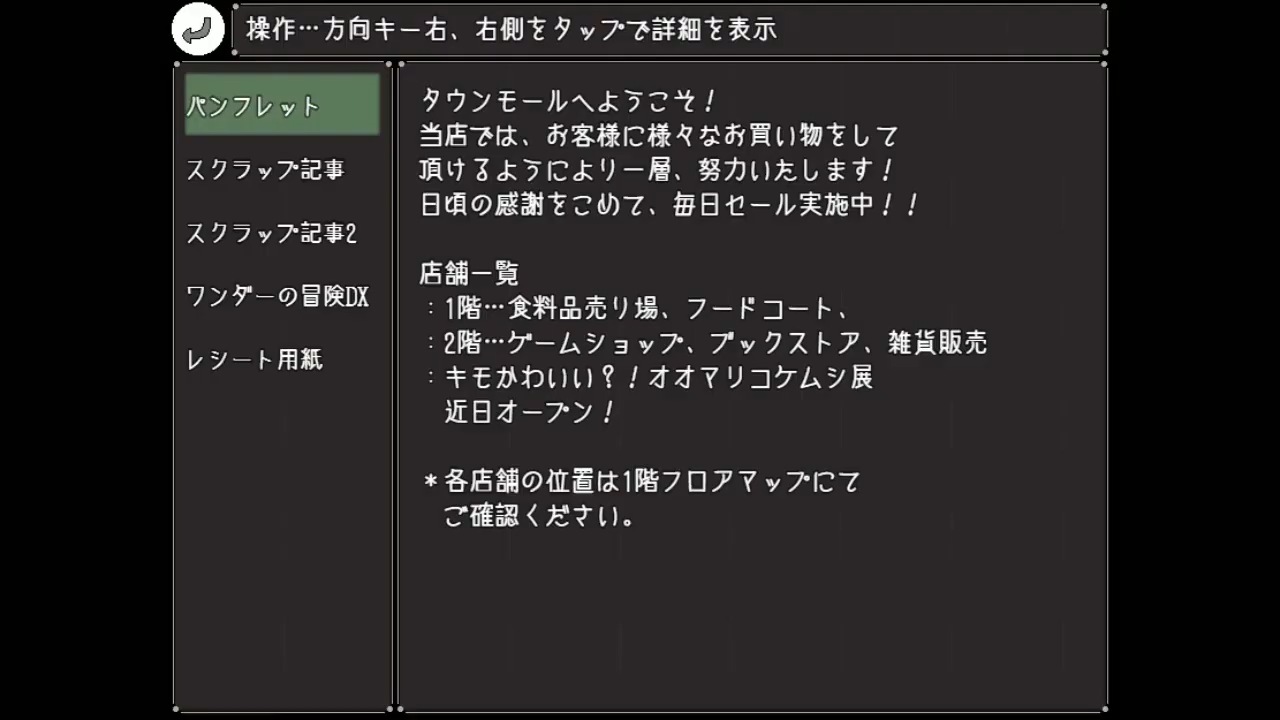 操作…方向キー右、右側をタップで詳細を表示
パンフレット
スクラップ記事
スクラップ記事2
ワンダーの冒険DX
レシート用紙
タウンモールへようこそ！
当店では、お客様に様々なお買い物をして
頂けるようにより一層、努力いたします！
日頃の感謝をこめて、毎日セール実施中！！
店舗一覧
：1階…食料品売り場、フードコート、
：2階…ゲームショップ、ブックストア、雑貨販売
：キモかわいい？！オオマリコケムシ展
近日オープン！
＊各店舗の位置は1階フロアマップにて
ご確認ください。